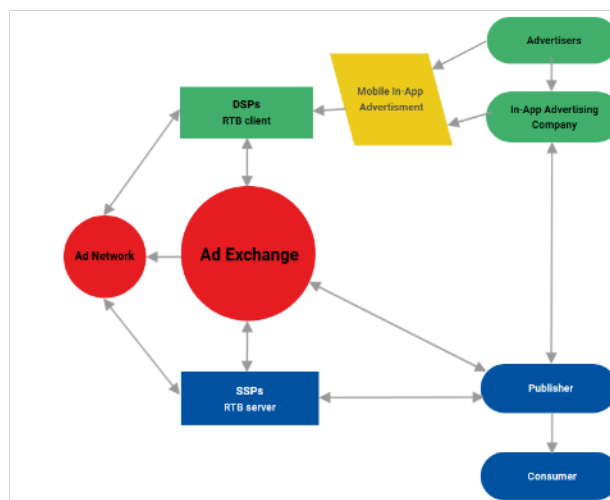 Advertisers
Mobile In-App
Advertisment
DSPs
RTB client
In-App Advertising
Company
Ad Network
Ad Exchange
SSPs
RTB server
Publisher
Consumer